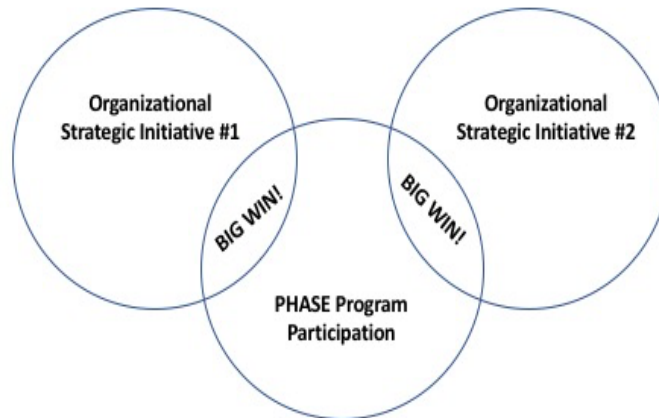 Organizational
Strategic Initiative #1
Organizational
Strategic Initiative #2
BIG WIN!
BIG WIN!
PHASE Program
Participation